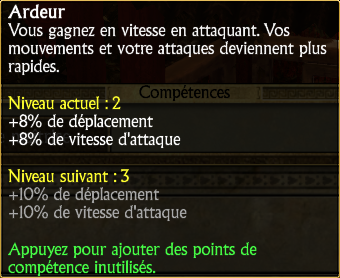 Ardeur
Vous gagnez en vitesse en attaquant. Vos
mouvements et votre attaques deviennent plus
rapides.
Compétences
Niveau actuel : 2
+8% de déplacement
+8% de vitesse d'attaque
Niveau suivant : 3
+10% de déplacement
+10% de vitesse d'attaque
Appuyez pour ajouter des points de
compétence inutilisés.